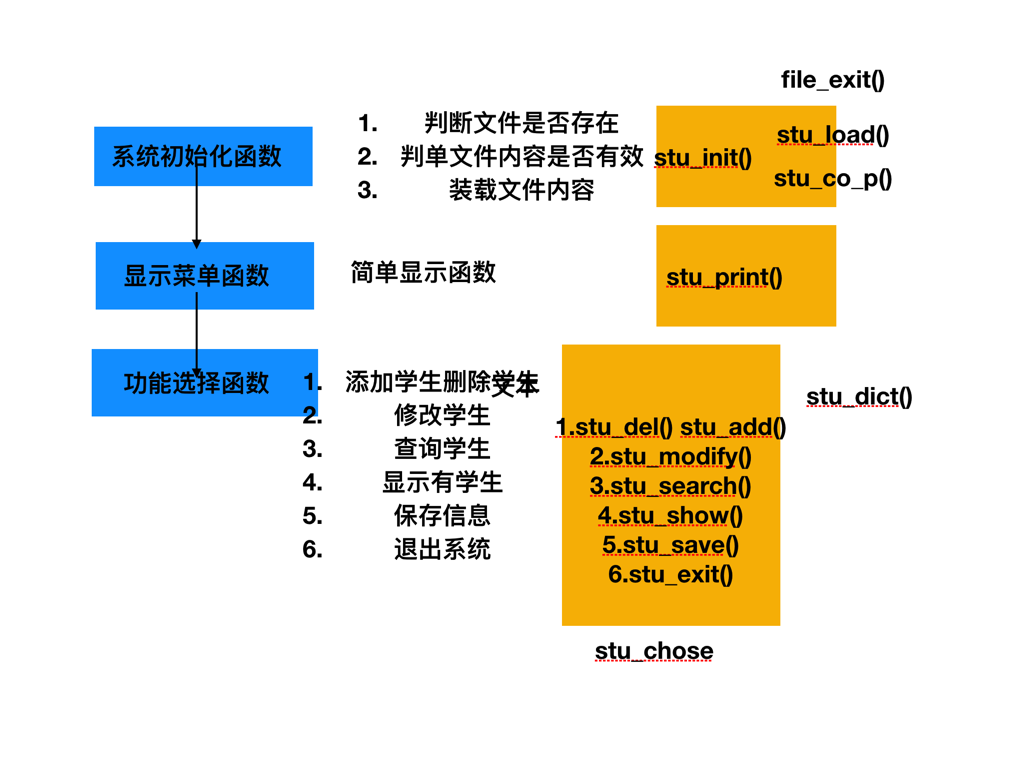 file_exit()
系统初始化函数
1. 判断文件是否存在
2. 判单文件内容是否有效
3. 装载文件内容
stu_init()
stu_load()
stu_co_p()
显示菜单函数
简单显示函数
stu_print()
功能选择函数
1. 添加学生删除学生
文本
2. 修改学生
3. 查询学生
4. 显示有学生
5. 保存信息
6. 退出系统
stu_dict()
1.stu_del() stu_add()
2.stu_modify()
3.stu_search()
4.stu_show()
5.stu_save()
6.stu_exit()
stu_chose